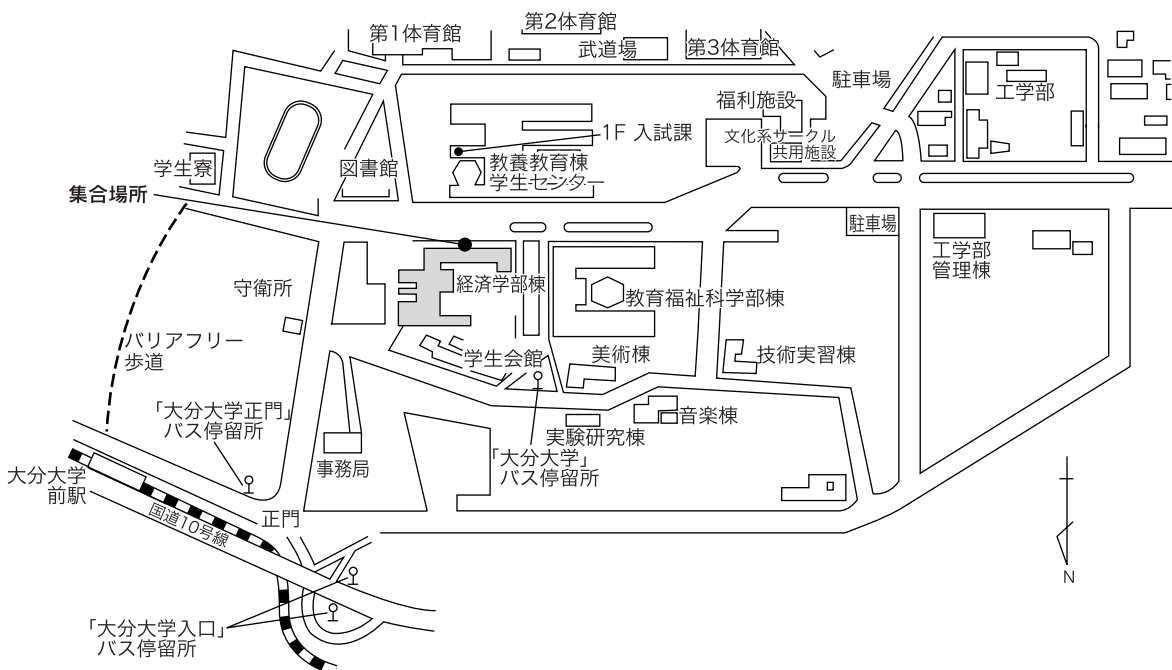 第1体育館
第2体育館
武道場
第3体育館
駐車場
福利施設
文化系サークル
共用施設
工学部
1F 入試課
教養教育棟
学生センター
図書館
学生寮
集合場所
駐車場
工学部
管理棟
守衛所
経済学部棟
教育福祉科学部棟
バリアフリー
歩道
学生会館
美術棟
技術実習棟
「大分大学正門」
バス停留所
音楽棟
実験研究棟
「大分大学」
バス停留所
事務局
大分大学
前駅
国道10号線
正門
N
「大分大学入口」
バス停留所